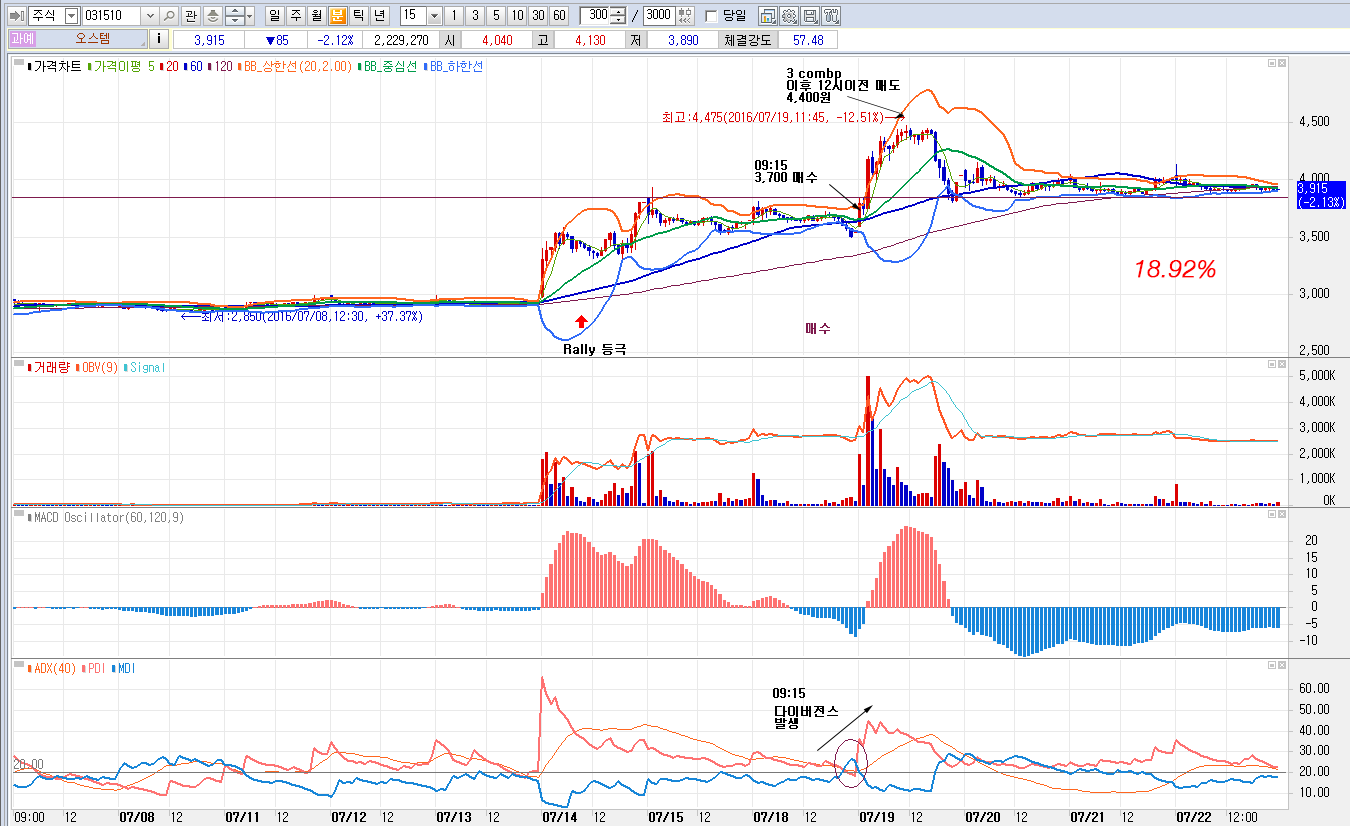 주식 031510 관 일 주 월 분 틱 년 15 1 3 5 10 30 60 300 / 3000 당일
과예 오스템 i 3,915 ▼85 -2.12% 2,229,270 시 4,040 고 4,130 저 3,890 체결강도 57.48
가격차트 가격이평 5 20 60 120 BB_상한선(20,2.00) BB_중심선 BB_하한선
3 combp
이후 12시이전 매도
4,400원
최고:4,475(2016/07/19,11:45, -12.51%)
09:15
3,700 매수
최저:2,850(2016/07/08,12:30, +37.37%)
Rally 등극
매수
18.92%
4,500
4,000
3,915
(-2.13%)
3,500
3,000
2,500
거래량 OBV(9) Signal
5,000K
4,000K
3,000K
2,000K
1,000K
0K
MACD Oscillator(60,120,9)
20
15
10
5
0
-5
-10
ADX(40) PDI MDI
09:15
다이버젼스
발생
20.00
60.00
50.00
40.00
30.00
20.00
10.00
09:00 12 07/08 12 07/11 12 07/12 12 07/13 12 07/14 12 07/15 12 07/18 12 07/19 12 07/20 12 07/21 12 07/22 12:00